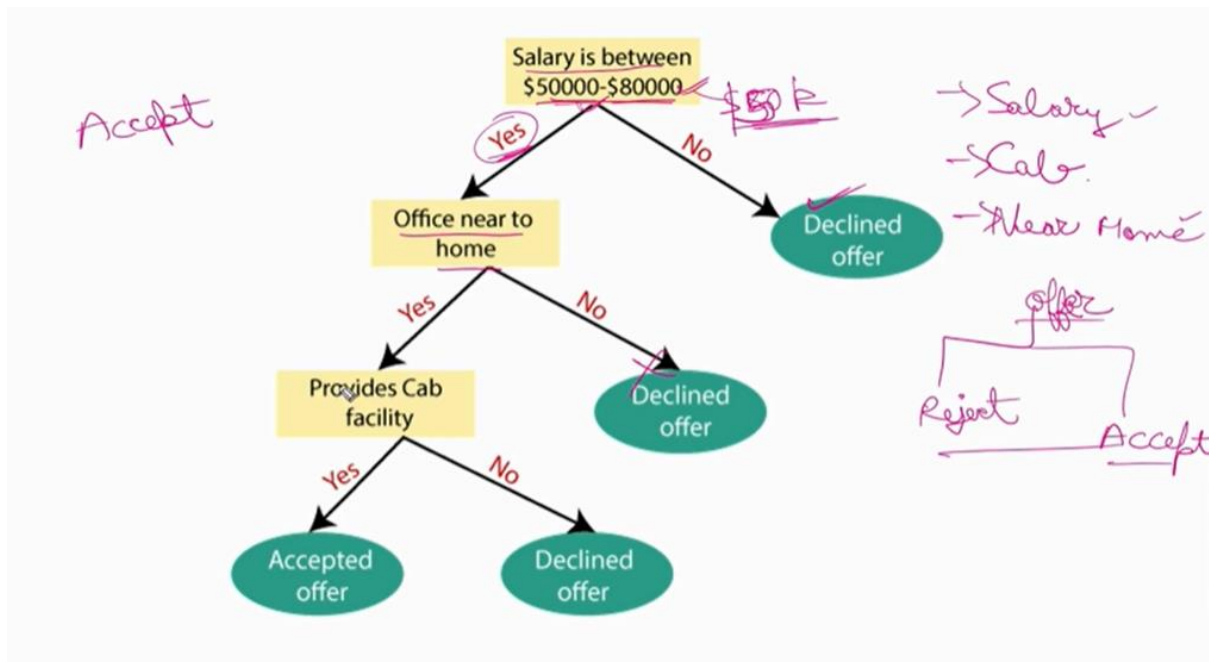 Salary is between
$50000-$80000
$50k
Accept
Yes
No
Office near to
home
Declined
offer
Yes
No
Provides Cab
facility
Declined
offer
Yes
No
Accepted
offer
Declined
offer
→Salary
→Cab
→Near Home
offer
Reject
Accept